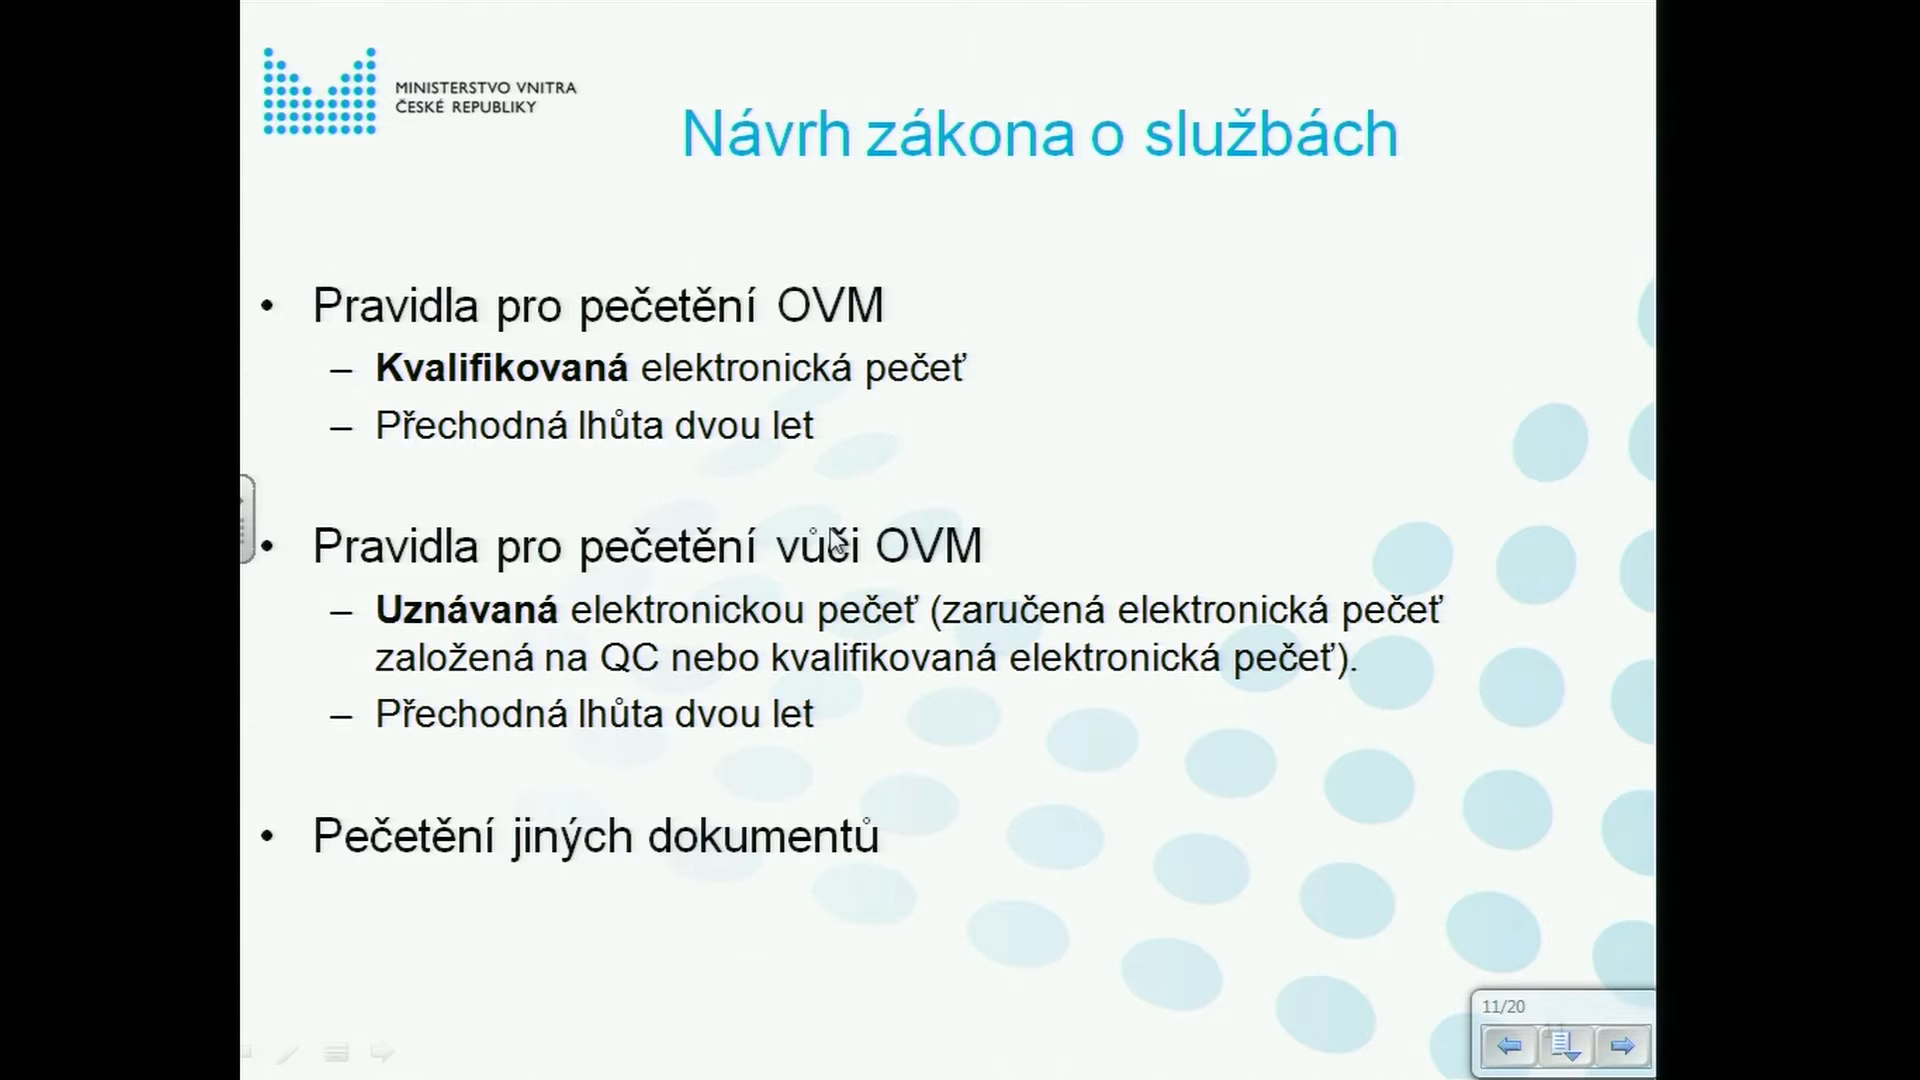 MINISTERSTVO VNITRA
ČESKÉ REPUBLIKY
Návrh zákona o službách
• Pravidla pro pečetění OVM
– Kvalifikovaná elektronická pečeť
– Přechodná lhůta dvou let
• Pravidla pro pečetění vůči OVM
– Uznávaná elektronickou pečeť (zaručená elektronická pečeť
založená na QC nebo kvalifikovaná elektronická pečeť).
– Přechodná lhůta dvou let
• Pečetění jiných dokumentů
11/20